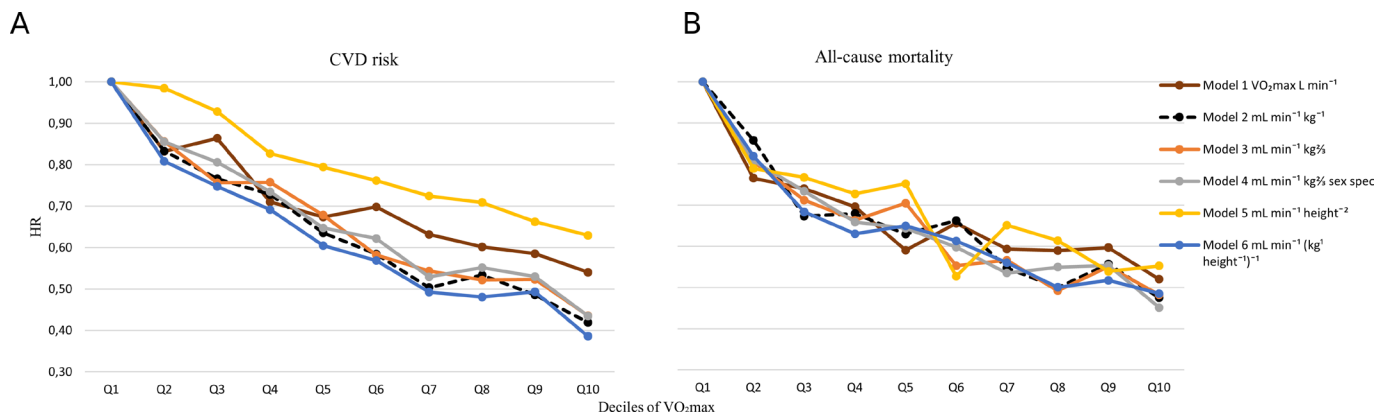 A
B
CVD risk
All-cause mortality
1,00
0,90
0,80
0,70
0,60
0,50
0,40
0,30
HR
Q1 Q2 Q3 Q4 Q5 Q6 Q7 Q8 Q9 Q10
Q1 Q2 Q3 Q4 Q5 Q6 Q7 Q8 Q9 Q10
Deciles of VO₂max
Model 1 VO₂max L min⁻¹
Model 2 mL min⁻¹ kg⁻¹
Model 3 mL min⁻¹ kg⅔
Model 4 mL min⁻¹ kg⅔ sex spec
Model 5 mL min⁻¹ height⁻²
Model 6 mL min⁻¹ (kg¹
height⁻¹)⁻¹